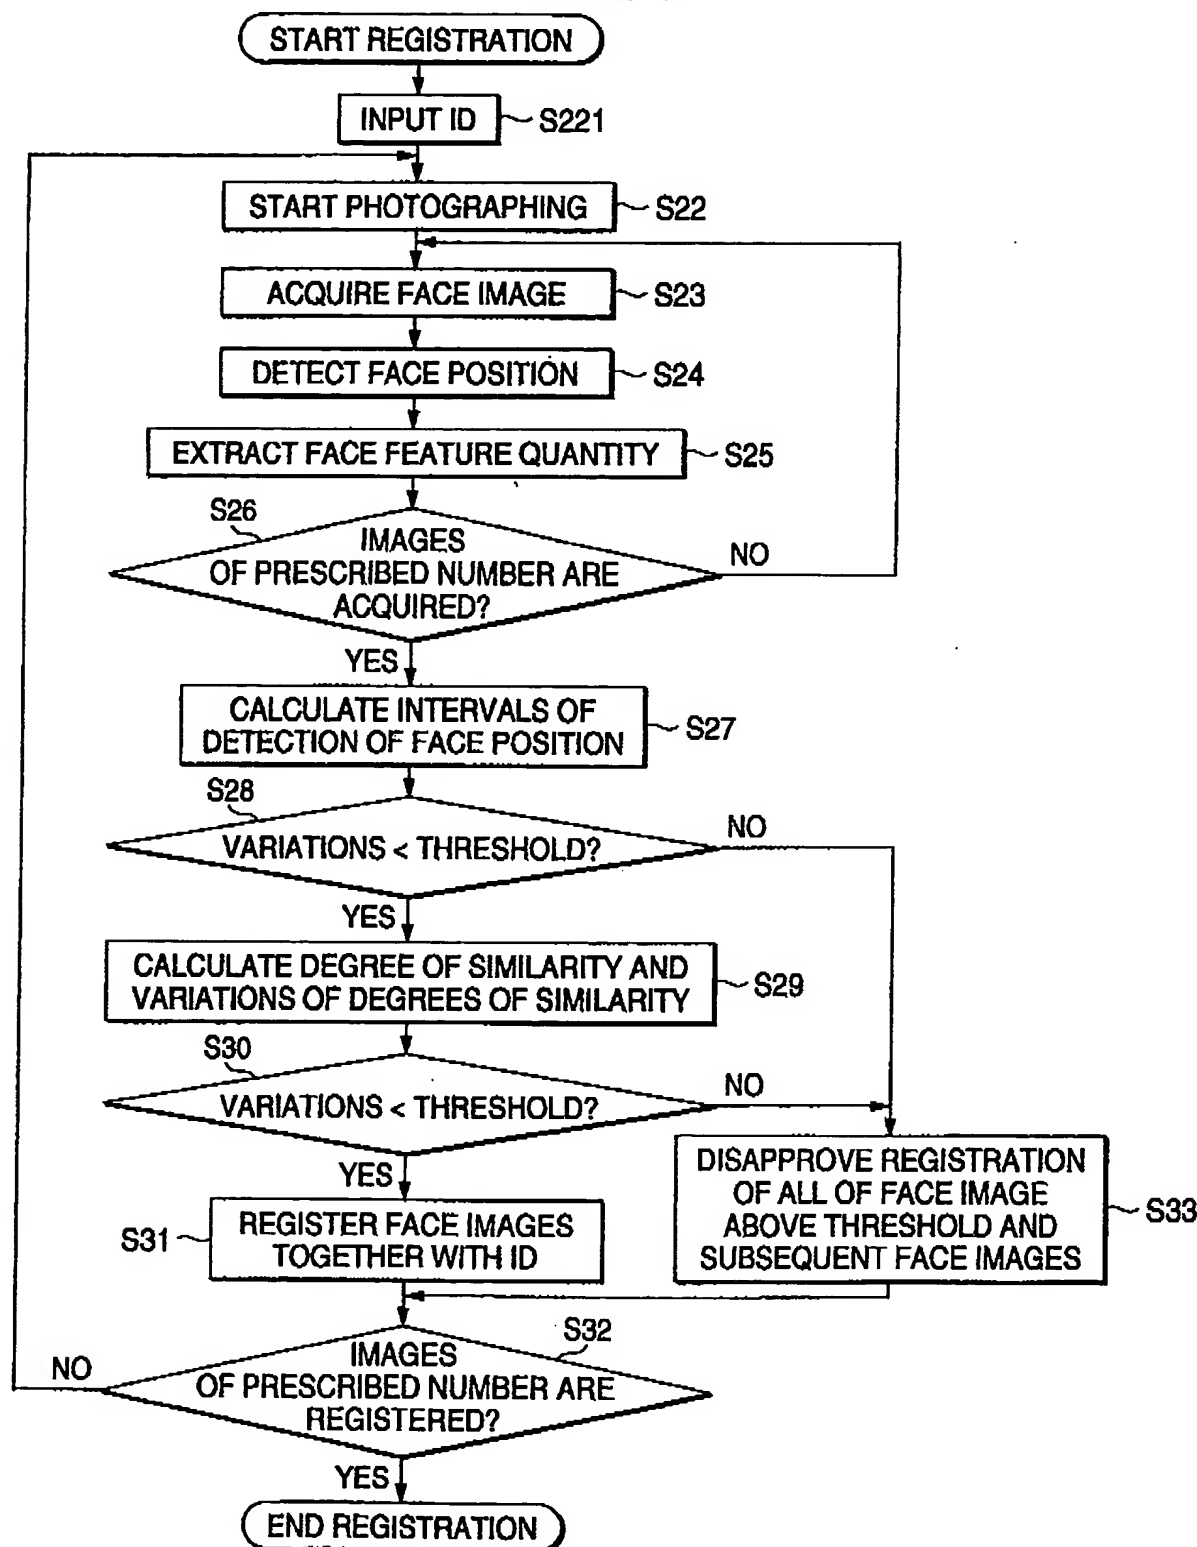 START REGISTRATION
INPUT ID
S221
START PHOTOGRAPHING
S22
ACQUIRE FACE IMAGE
S23
DETECT FACE POSITION
S24
EXTRACT FACE FEATURE QUANTITY
S25
S26
IMAGES
OF PRESCRIBED NUMBER ARE
ACQUIRED?
NO
YES
CALCULATE INTERVALS OF
DETECTION OF FACE POSITION
S27
S28
VARIATIONS < THRESHOLD?
NO
YES
CALCULATE DEGREE OF SIMILARITY AND
VARIATIONS OF DEGREES OF SIMILARITY
S29
S30
VARIATIONS < THRESHOLD?
NO
YES
S31
REGISTER FACE IMAGES
TOGETHER WITH ID
DISAPPROVE REGISTRATION
OF ALL OF FACE IMAGE
ABOVE THRESHOLD AND
SUBSEQUENT FACE IMAGES
S33
S32
IMAGES
OF PRESCRIBED NUMBER ARE
REGISTERED?
NO
YES
END REGISTRATION